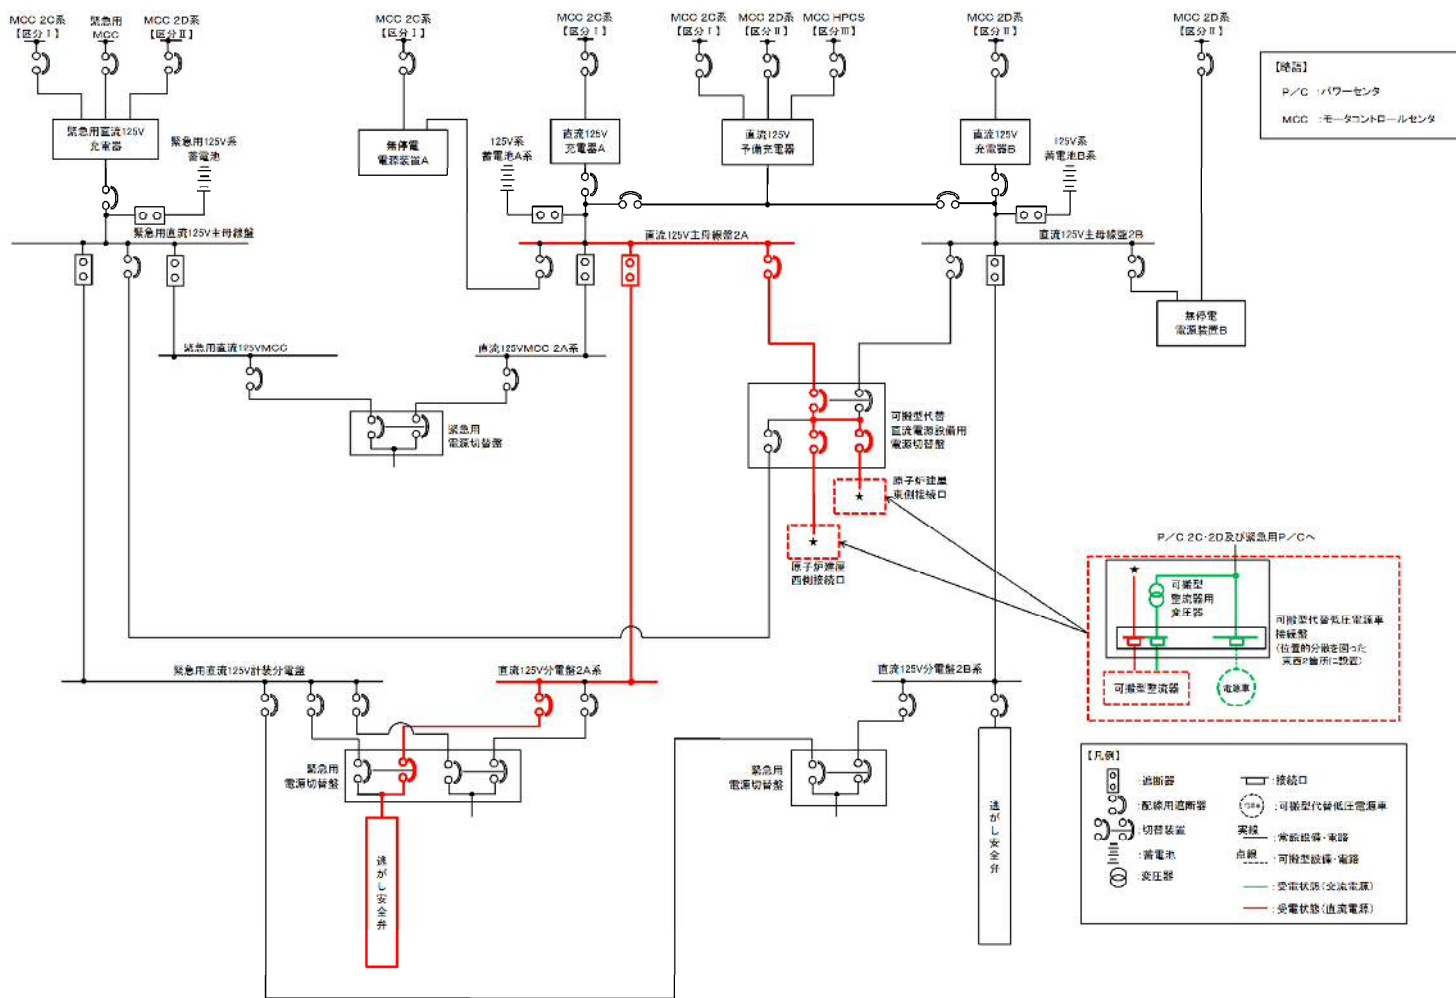 MCC 2C系
【区分Ⅰ】
緊急用
MCC
MCC 2D系
【区分Ⅱ】
MCC 2C系
【区分Ⅰ】
MCC 2C系
【区分Ⅰ】
MCC 2C系
【区分Ⅰ】
MCC 2D系
【区分Ⅱ】
MCC HPCS
【区分Ⅲ】
MCC 2D系
【区分Ⅱ】
MCC 2D系
【区分Ⅱ】
【略語】
P／C :パワーセンタ
MCC :モータコントロールセンタ
緊急用直流125V
充電器
緊急用125V系
蓄電池
無停電
電源装置A
125V系
蓄電池A系
直流125V
充電器A
直流125V
予備充電器
直流125V
充電器B
125V系
蓄電池B系
緊急用直流125V主母線盤
直流125V主母線盤2A
直流125V主母線盤2B
無停電
電源装置B
緊急用直流125VMCC
直流125VMCC 2A系
緊急用
電源切替盤
可搬型代替
直流電源設備用
電源切替盤
原子炉建屋
東側接続口
★
★
原子炉建屋
西側接続口
P／C 2C・2D及び緊急用P／Cへ
★
可搬型
整流器用
変圧器
可搬型代替低圧電源車
接続盤
(位置的分散を図った
東西2箇所に設置)
可搬型整流器
電源車
緊急用直流125V計装分電盤
直流125V分電盤2A系
直流125V分電盤2B系
緊急用
電源切替盤
緊急用
電源切替盤
逃がし安全弁
逃がし安全弁
【凡例】
:遮断器
:配線用遮断器
:切替装置
:蓄電池
:変圧器
:接続口
:可搬型代替低圧電源車
実線
:常設設備・電路
点線
:可搬型設備・電路
:受電状態(交流電源)
:受電状態(直流電源)